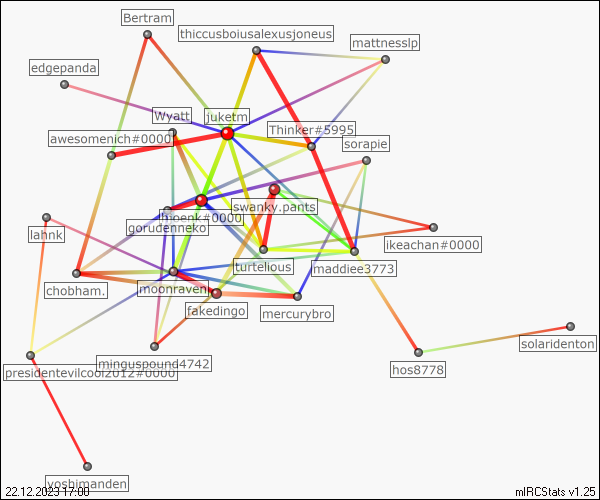 Bertram
thiccusboiusalexusjoneus
mattnesslp
edgepanda
Wyatt
juketm
Thinker#5995
awesomenich#0000
sorapie
swanky.pants
moenk#0000
gorudenneko
lahnk
ikeachan#0000
turtelious
maddiee3773
chobham.
moonraven
fakedingo
mercurybro
solaridenton
minguspound4742
presidentevilcool2012#0000
hos8778
yoshimanden
22.12.2023 17:00
mIRCStats v1.25